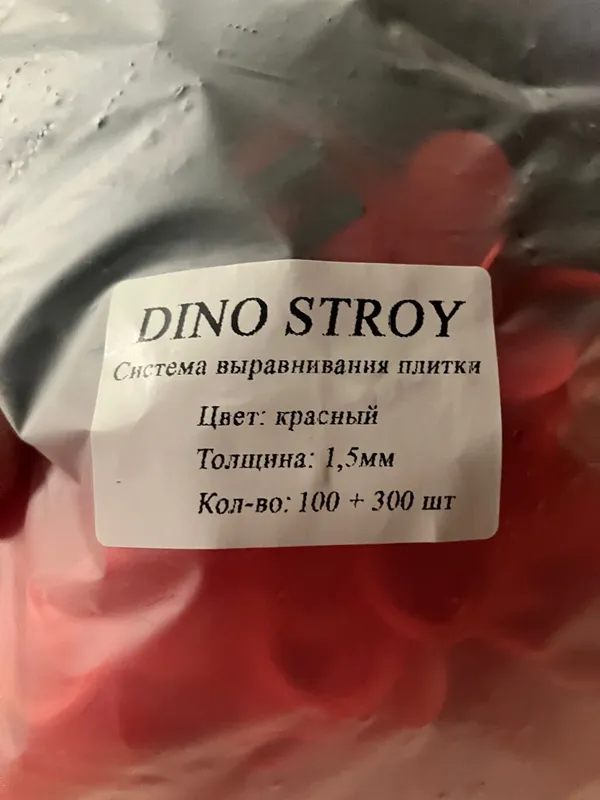 DINO STROY
Система выравнивания плитки
Цвет: красный
Толщина: 1,5мм
Кол-во: 100 + 300 шт